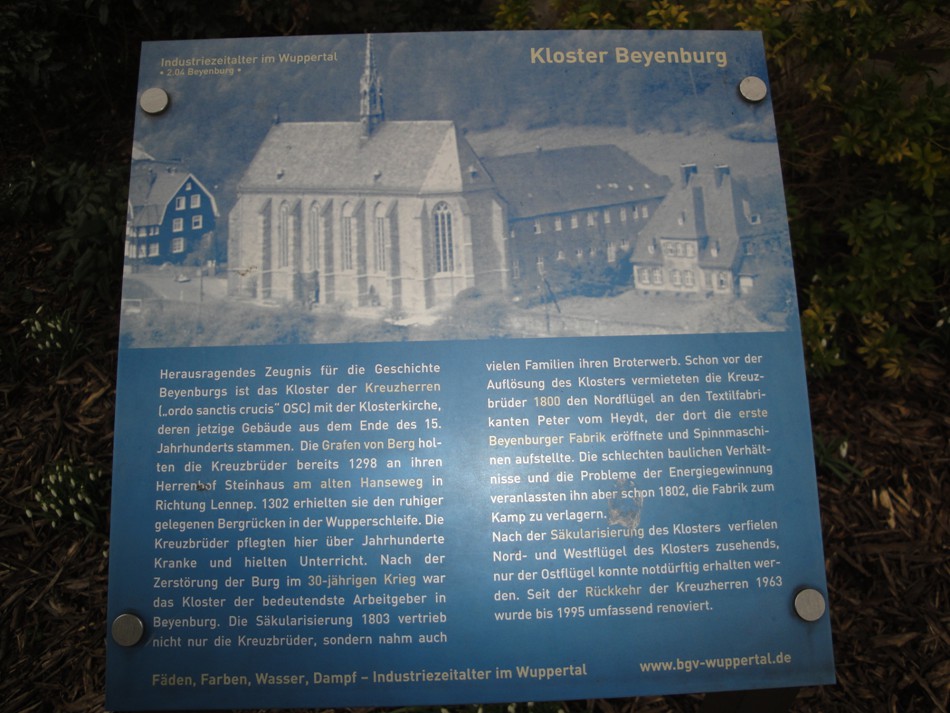 Industriezeitalter im Wuppertal
• 2.04 Beyenburg •
Kloster Beyenburg
Herausragendes Zeugnis für die Geschichte
Beyenburgs ist das Kloster der Kreuzherren
(„ordo sanctis crucis“ OSC) mit der Klosterkirche,
deren jetzige Gebäude aus dem Ende des 15.
Jahrhunderts stammen. Die Grafen von Berg hol-
ten die Kreuzbrüder bereits 1298 an ihren
Herrenhof Steinhaus am alten Hanseweg in
Richtung Lennep. 1302 erhielten sie den ruhiger
gelegenen Bergrücken in der Wupperschleife. Die
Kreuzbrüder pflegten hier über Jahrhunderte
Kranke und hielten Unterricht. Nach der
Zerstörung der Burg im 30-jährigen Krieg war
das Kloster der bedeutendste Arbeitgeber in
Beyenburg. Die Säkularisierung 1803 vertrieb
nicht nur die Kreuzbrüder, sondern nahm auch
vielen Familien ihren Broterwerb. Schon vor der
Auflösung des Klosters vermieteten die Kreuz-
brüder 1800 den Nordflügel an den Textilfabri-
kanten Peter vom Heydt, der dort die erste
Beyenburger Fabrik eröffnete und Spinnmaschi-
nen aufstellte. Die schlechten baulichen Verhält-
nisse und die Probleme der Energiegewinnung
veranlassten ihn aber schon 1802, die Fabrik zum
Kamp zu verlagern.
Nach der Säkularisierung des Klosters verfielen
Nord- und Westflügel des Klosters zusehends,
nur der Ostflügel konnte notdürftig erhalten wer-
den. Seit der Rückkehr der Kreuzherren 1963
wurde bis 1995 umfassend renoviert.
Fäden, Farben, Wasser, Dampf – Industriezeitalter im Wuppertal
www.bgv-wuppertal.de